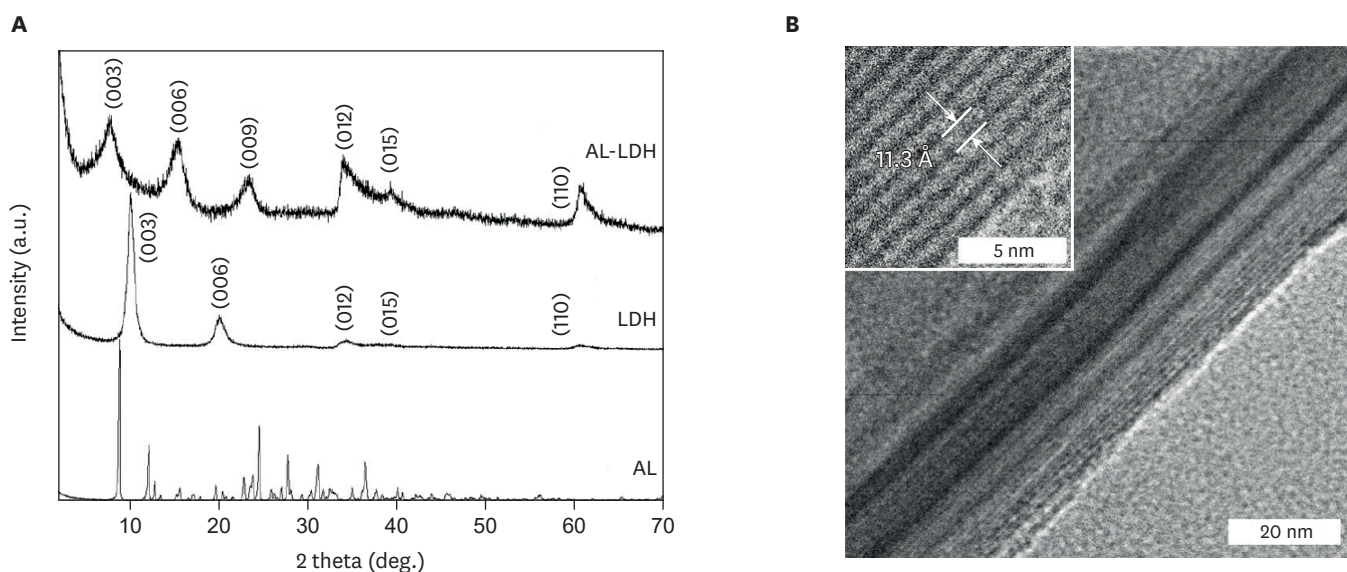 A
Intensity (a.u.)
(003)
(006)
(009)
(012)
(015)
(110)
AL-LDH
(003)
(006)
(012)
(015)
(110)
LDH
AL
10
20
30
40
50
60
70
2 theta (deg.)
B
11.3 Å
5 nm
20 nm